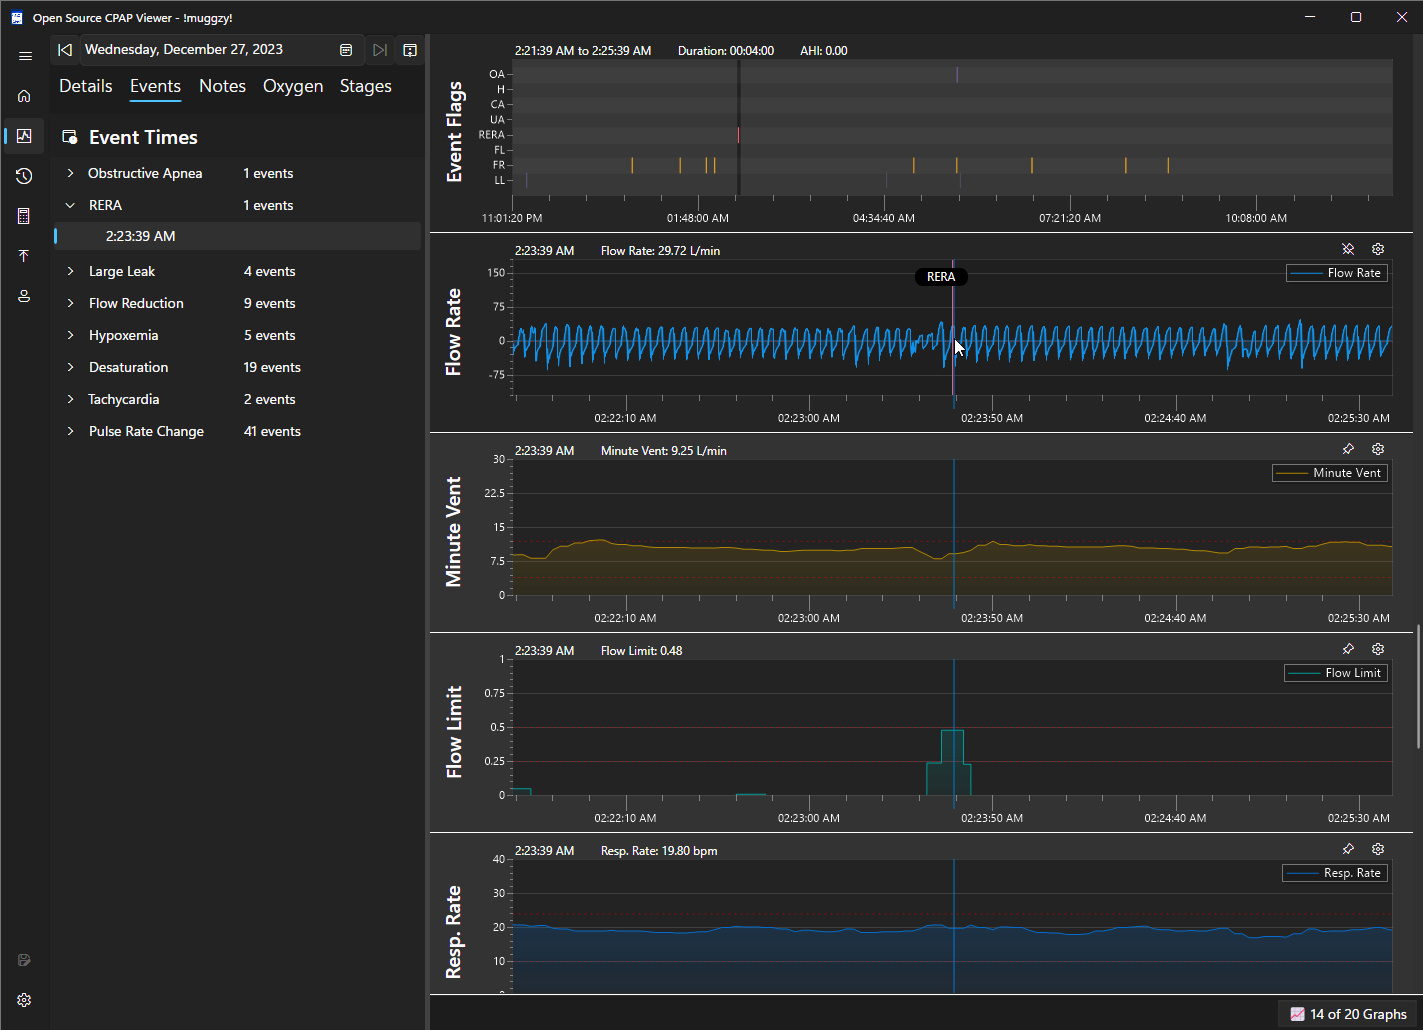 Open Source CPAP Viewer - !muggzy!
Wednesday, December 27, 2023
Details Events Notes Oxygen Stages
Event Times
Obstructive Apnea 1 events
RERA 1 events
2:23:39 AM
Large Leak 4 events
Flow Reduction 9 events
Hypoxemia 5 events
Desaturation 19 events
Tachycardia 2 events
Pulse Rate Change 41 events
2:21:39 AM to 2:25:39 AM Duration: 00:04:00 AHI: 0.00
Event Flags
OA
H
CA
UA
RERA
FL
FR
LL
11:01:20 PM 01:48:00 AM 04:34:40 AM 07:21:20 AM 10:08:00 AM
2:23:39 AM Flow Rate: 29.72 L/min
Flow Rate
RERA
Flow Rate
150
75
0
-75
02:22:10 AM 02:23:00 AM 02:23:50 AM 02:24:40 AM 02:25:30 AM
2:23:39 AM Minute Vent: 9.25 L/min
Minute Vent
Minute Vent
30
22.5
15
7.5
0
02:22:10 AM 02:23:00 AM 02:23:50 AM 02:24:40 AM 02:25:30 AM
2:23:39 AM Flow Limit: 0.48
Flow Limit
Flow Limit
1
0.75
0.5
0.25
0
02:22:10 AM 02:23:00 AM 02:23:50 AM 02:24:40 AM 02:25:30 AM
2:23:39 AM Resp. Rate: 19.80 bpm
Resp. Rate
Resp. Rate
40
30
20
10
0
14 of 20 Graphs